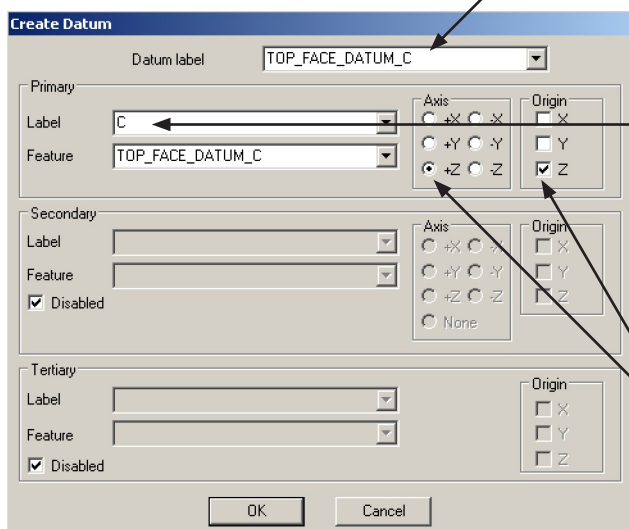 Create Datum
Datum label TOP_FACE_DATUM_C
Primary
Label C
Feature TOP_FACE_DATUM_C
Axis
+X -X
+Y -Y
+Z -Z
Origin
X
Y
Z
Secondary
Label
Feature
Disabled
Axis
+X -X
+Y -Y
+Z -Z
None
Origin
X
Y
Z
Tertiary
Label
Feature
Disabled
Origin
X
Y
Z
OK Cancel